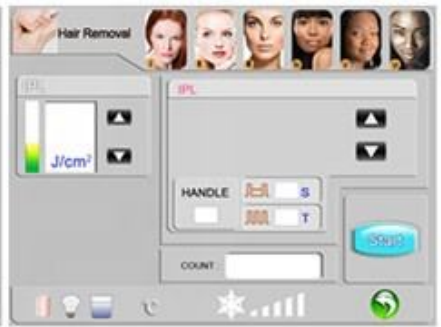 Hair Removal
IPL
J/cm²
HANDLE
S
T
COUNT :
Start
°C